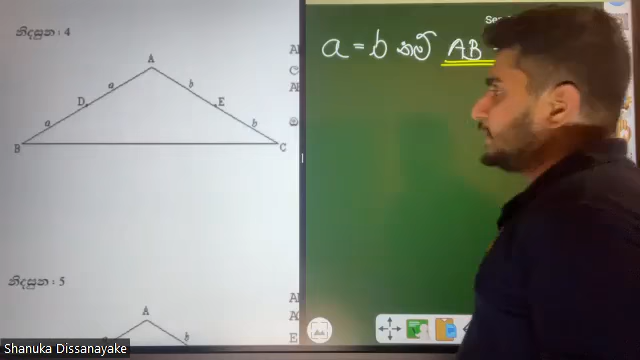 නිදසුන : 4
A
a
b
D
E
a
b
B
C
නිදසුන : 5
A
b
a = b නම් AB =
Shanuka Dissanayake